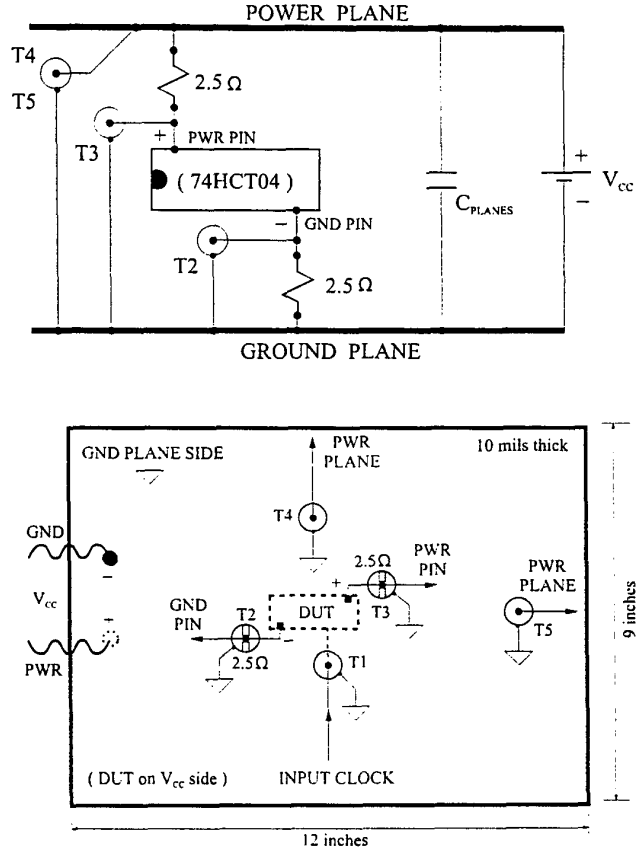 POWER PLANE
T4
T5
2.5 Ω
T3
+
PWR PIN
( 74HCT04 )
−
GND PIN
T2
2.5 Ω
C_PLANES
+
V_cc
−
GROUND PLANE
GND PLANE SIDE
PWR PLANE
10 mils thick
T4
GND
−
V_cc
+
PWR
2.5Ω
PWR PIN
+
T3
GND PIN
T2
DUT
−
2.5Ω
T1
PWR PLANE
T5
9 inches
( DUT on V_cc side )
INPUT CLOCK
12 inches